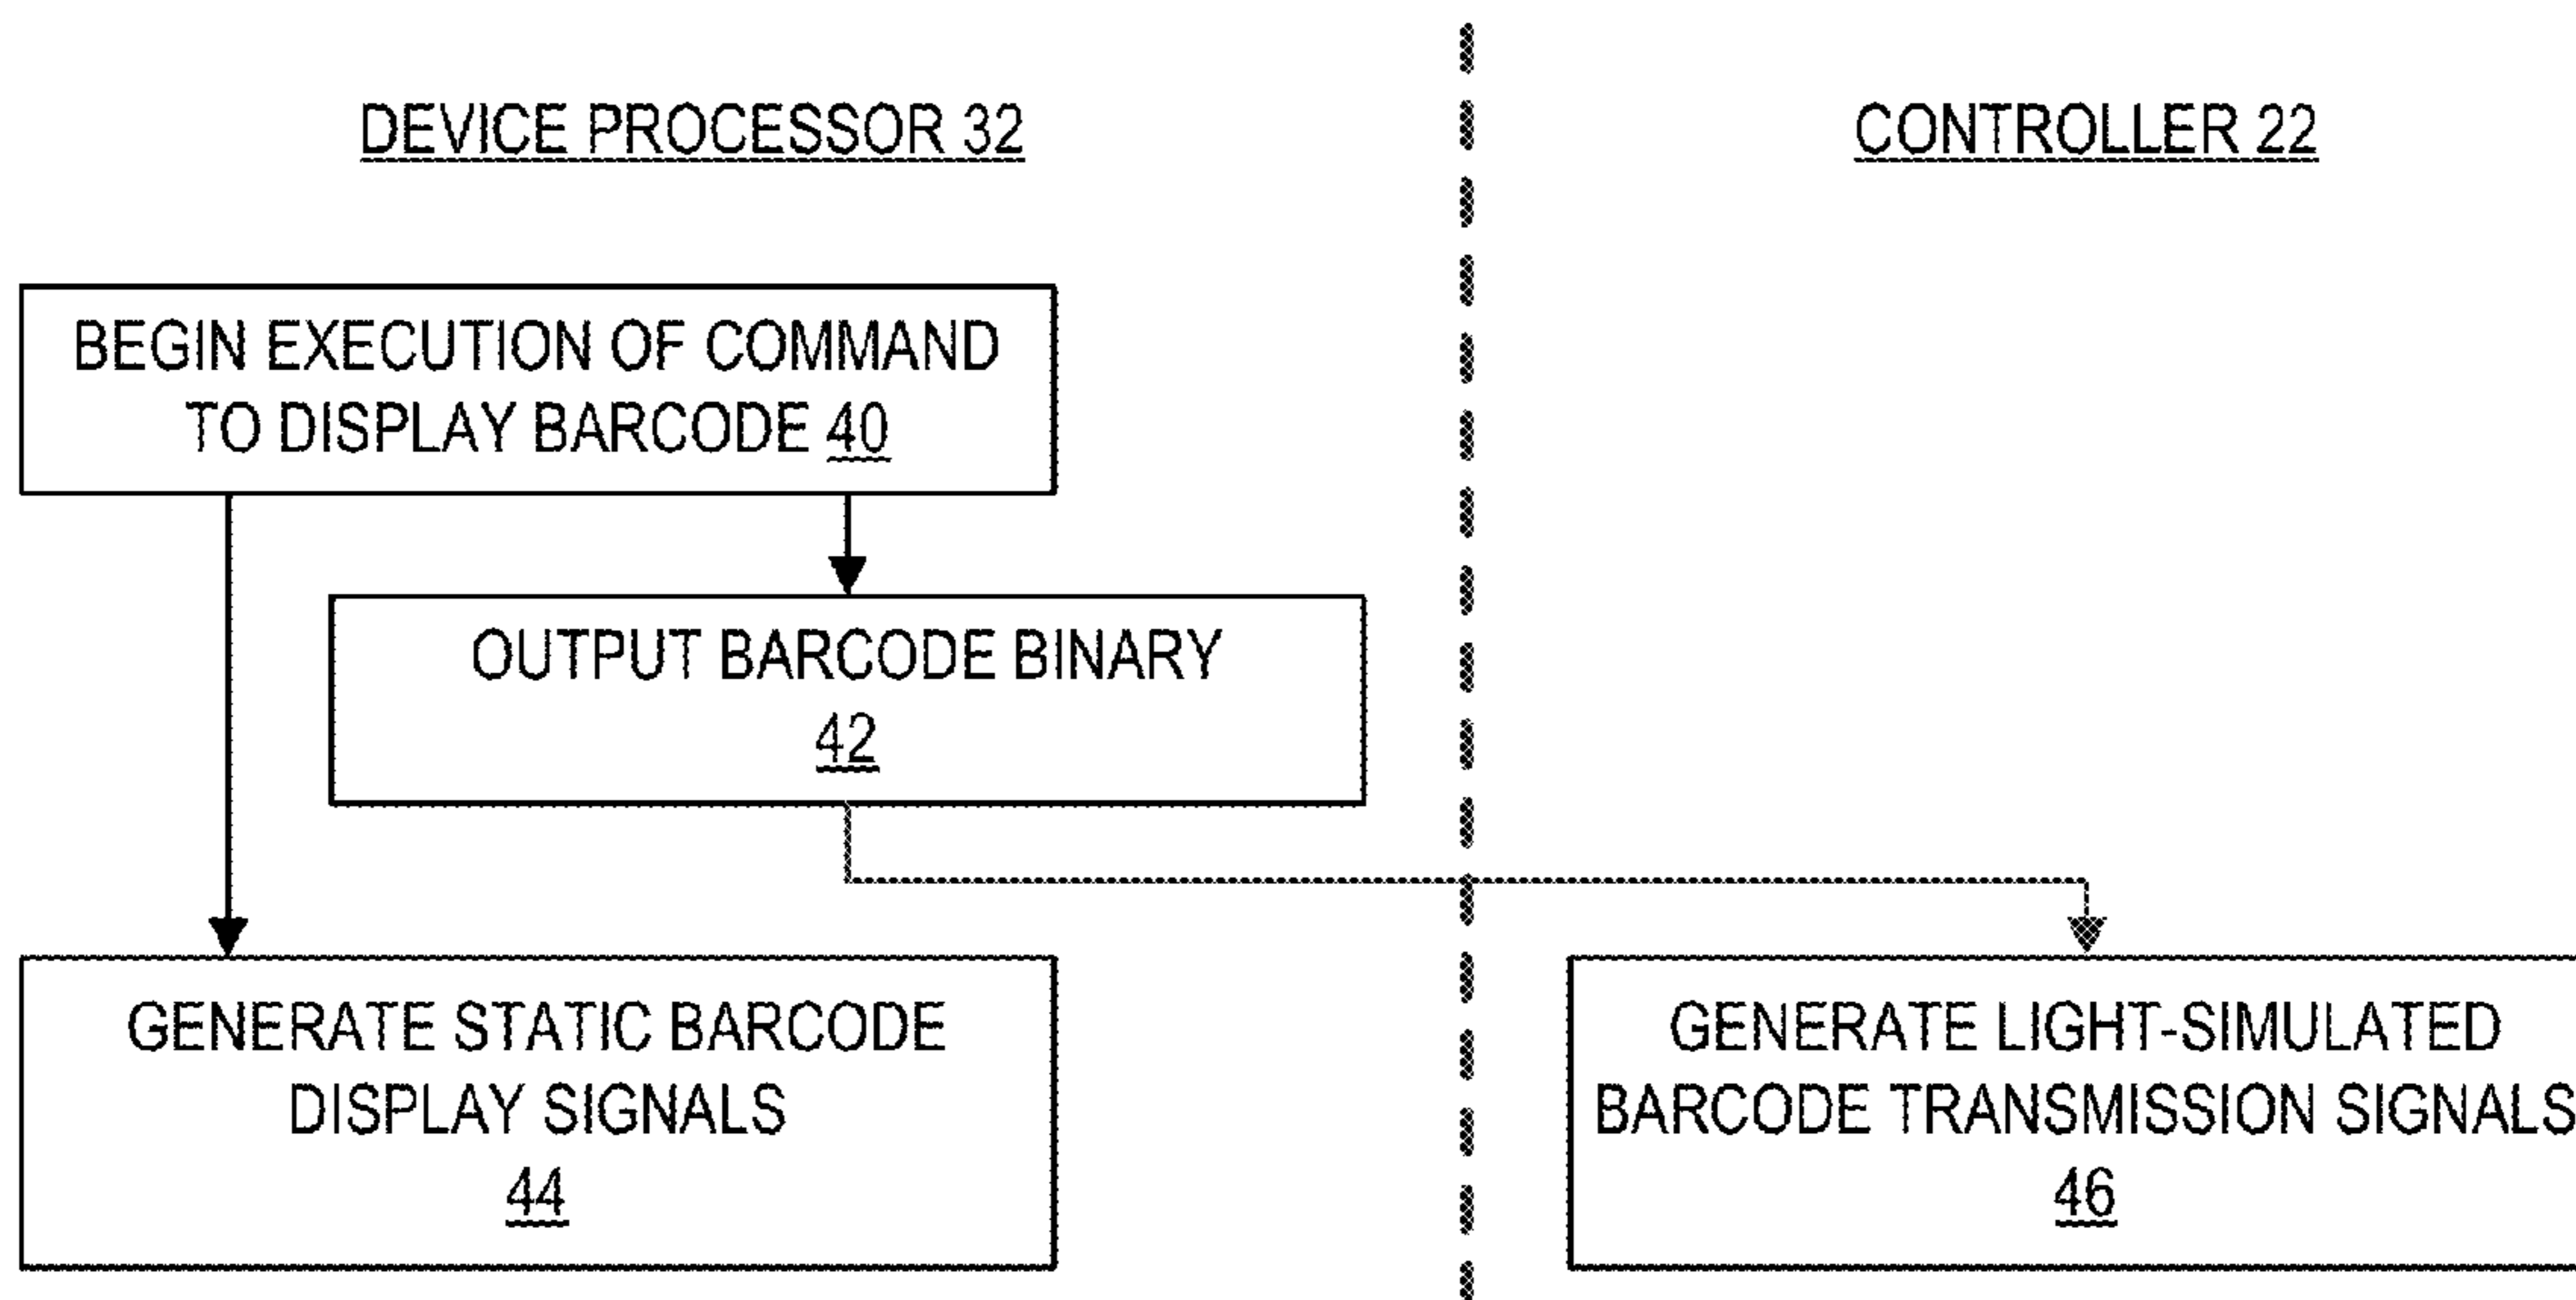 DEVICE PROCESSOR 32
CONTROLLER 22
BEGIN EXECUTION OF COMMAND
TO DISPLAY BARCODE 40
OUTPUT BARCODE BINARY
42
GENERATE STATIC BARCODE
DISPLAY SIGNALS
44
GENERATE LIGHT-SIMULATED
BARCODE TRANSMISSION SIGNALS
46